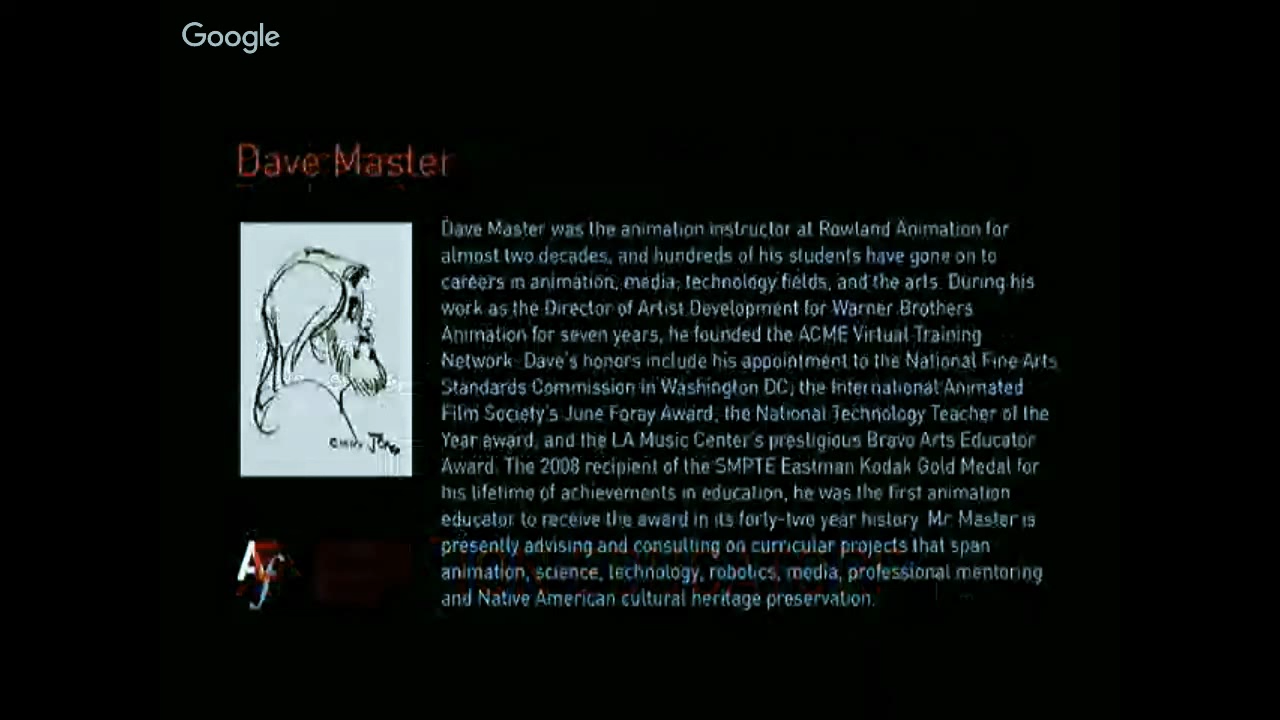 Google
Dave Master
Dave Master was the animation instructor at Rowland Animation for
almost two decades, and hundreds of his students have gone on to
careers in animation, media, technology fields, and the arts. During his
work as the Director of Artist Development for Warner Brothers
Animation for seven years, he founded the ACME Virtual Training
Network. Dave's honors include his appointment to the National Fine Arts
Standards Commission in Washington DC, the International Animated
Film Society's June Foray Award, the National Technology Teacher of the
Year award, and the LA Music Center's prestigious Bravo Arts Educator
Award. The 2008 recipient of the SMPTE Eastman Kodak Gold Medal for
his lifetime of achievements in education, he was the first animation
educator to receive the award in its forty-two year history. Mr. Master is
presently advising and consulting on curricular projects that span
animation, science, technology, robotics, media, professional mentoring
and Native American cultural heritage preservation.